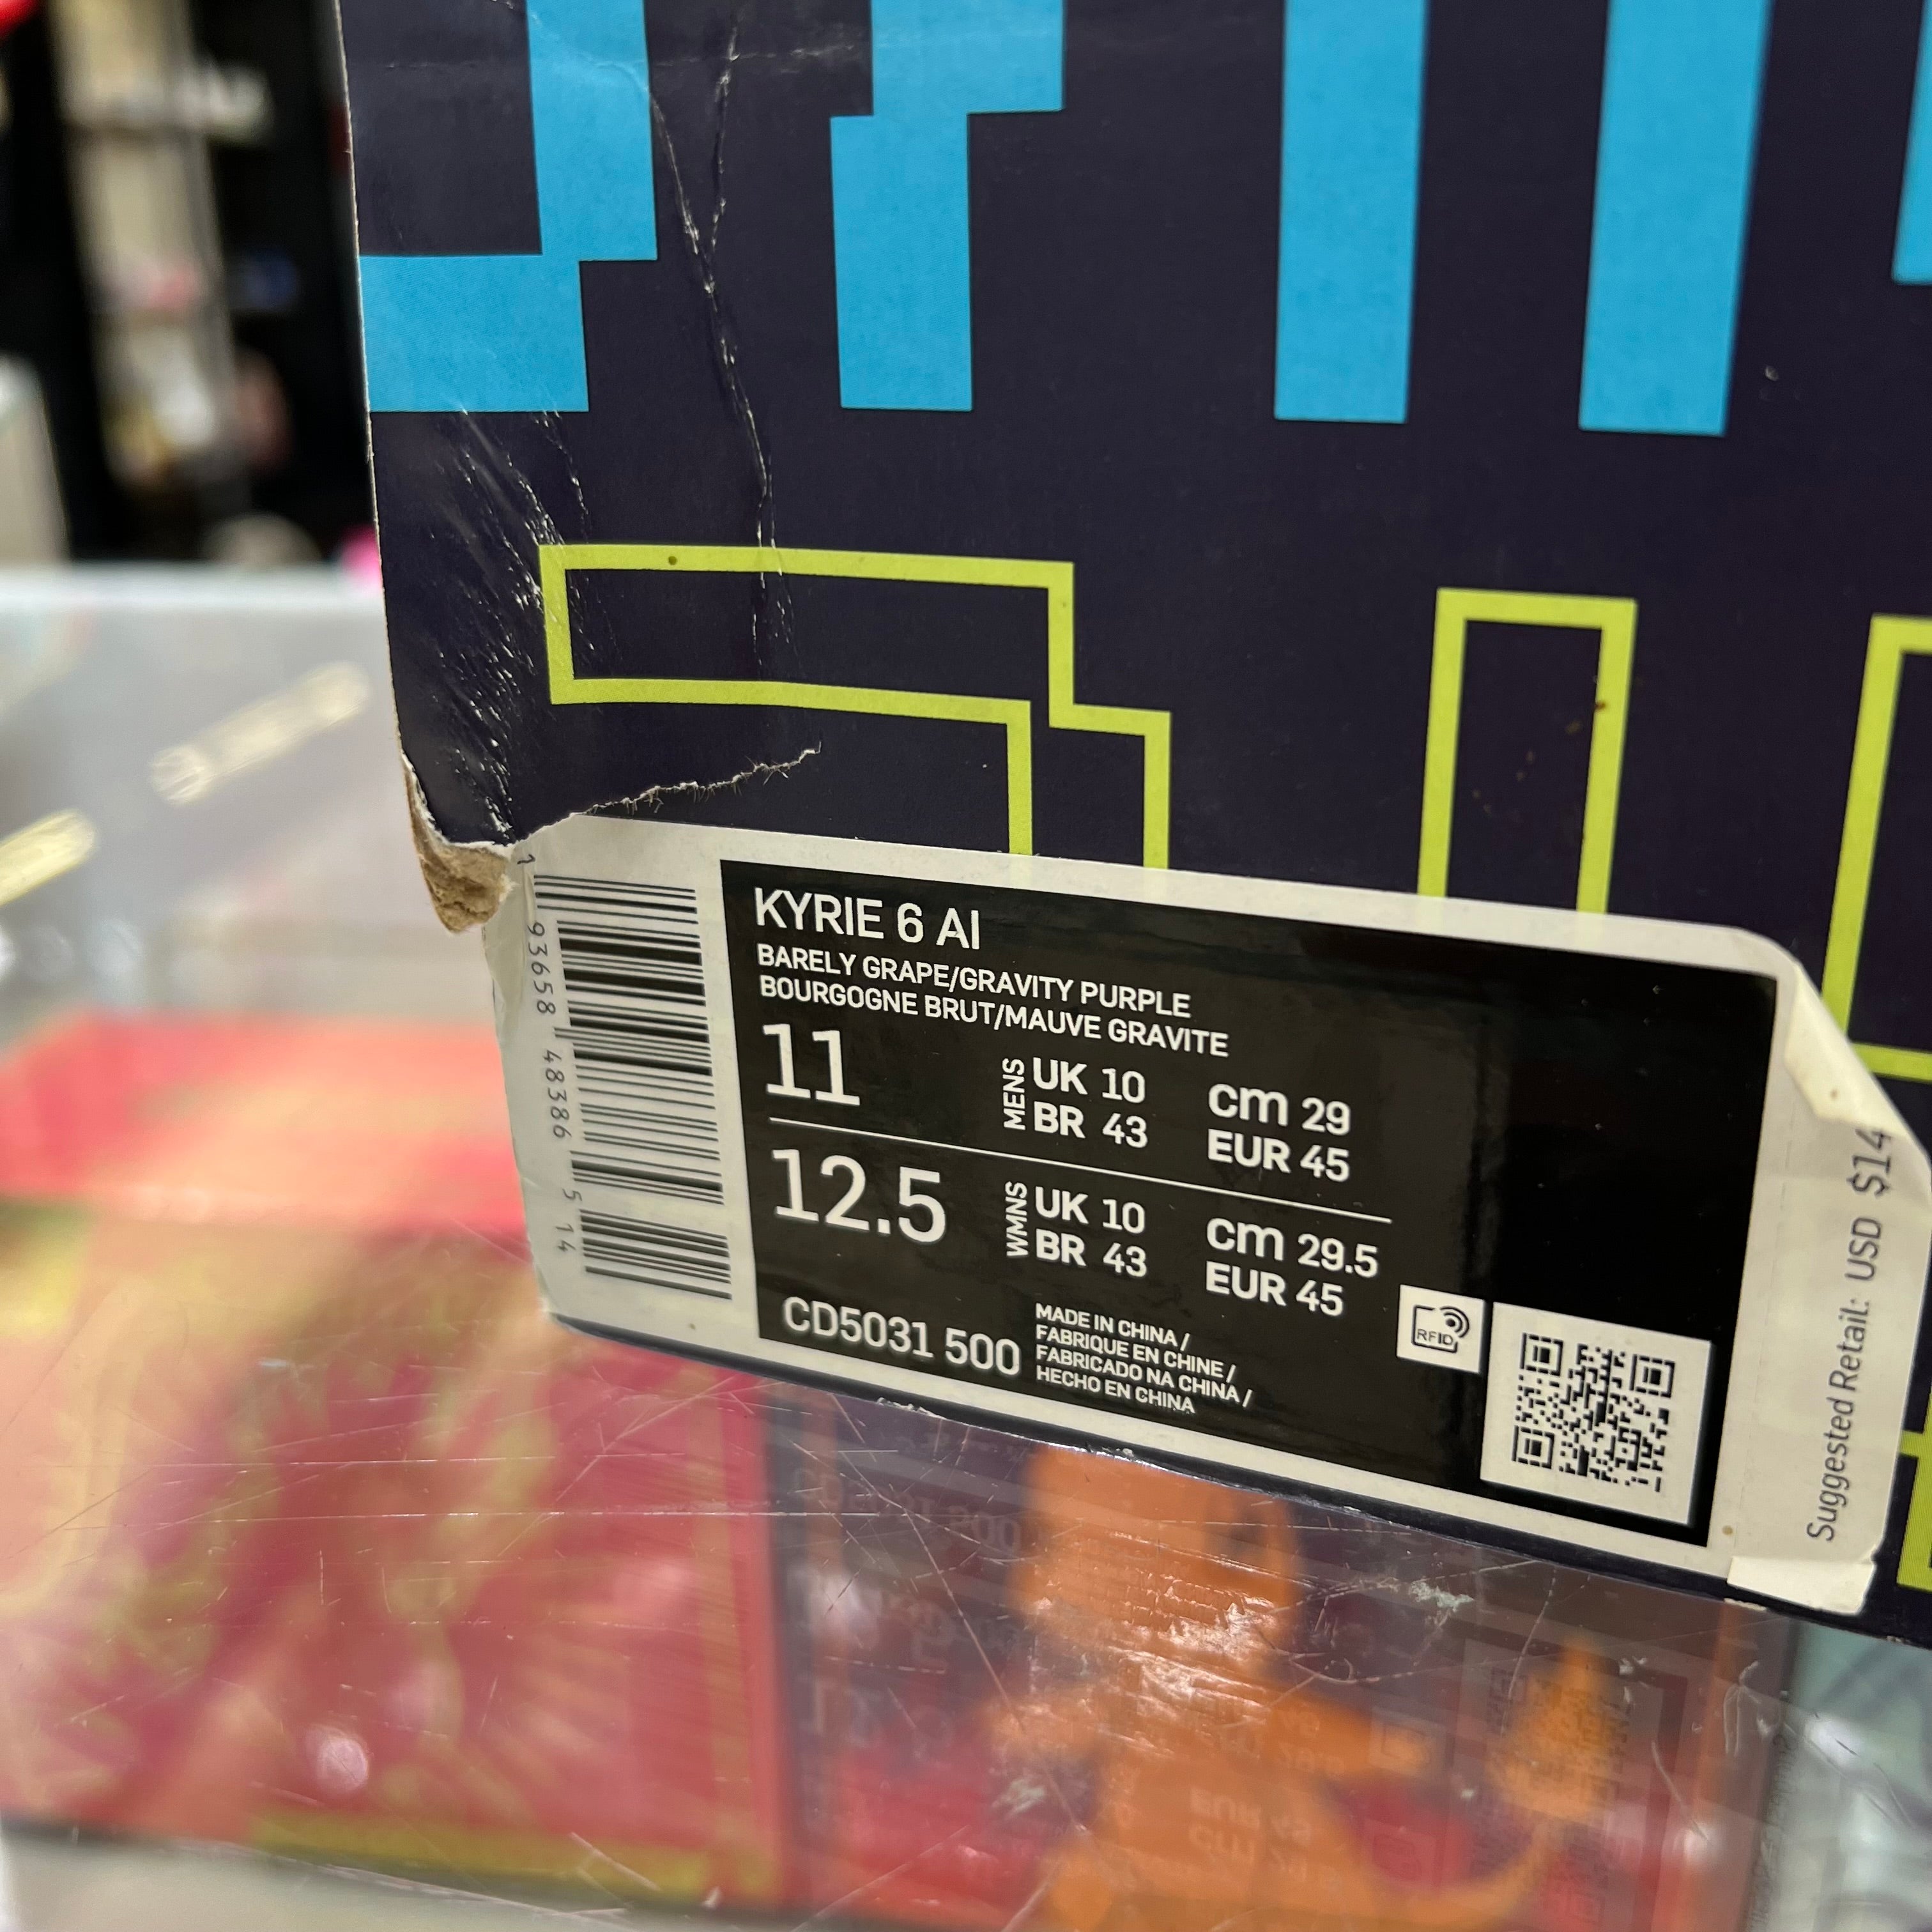 KYRIE 6 AI
BARELY GRAPE/GRAVITY PURPLE
BOURGOGNE BRUT/MAUVE GRAVITE
11
MENS
UK 10
BR 43
cm 29
EUR 45
12.5
WMNS
UK 10
BR 43
cm 29.5
EUR 45
CD5031 500
MADE IN CHINA /
FABRIQUE EN CHINE /
FABRICADO NA CHINA /
HECHO EN CHINA
RFID
1 93658 48386 5 14
Suggested Retail: USD $14